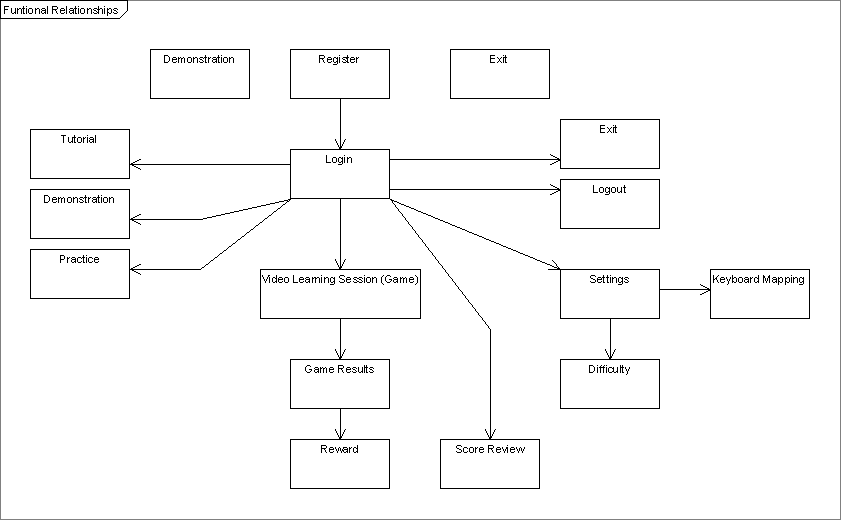 Funtional Relationships
Demonstration
Register
Exit
Tutorial
Login
Exit
Demonstration
Logout
Practice
Video Learning Session (Game)
Settings
Keyboard Mapping
Game Results
Difficulty
Reward
Score Review